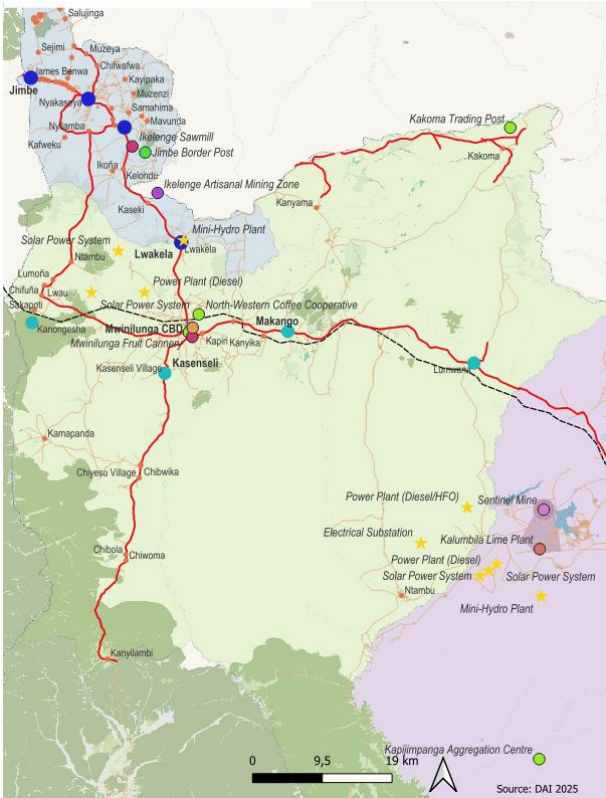 Salujinga
Sejimi
Muzeya
Chifwafwa
James Benwa
Kayipaka
Jimbe
Muzenzi
Nyakaseya
Samahima
Mavunda
Nyilamba
Kafweku
Ikelenge Sawmill
Jimbe Border Post
Kakoma Trading Post
Kakoma
Ikoña
Kelondu
Ikelenge Artisanal Mining Zone
Kaseki
Kanyama
Mini-Hydro Plant
Solar Power System
Lwakela
Lwakela
Ntambu
Lumoña
Power Plant (Diesel)
Chifuña
Lwau
Solar Power System
Sakapoti
North-Western Coffee Cooperative
Kanongesha
Mwinilunga CBD
Makango
Mwinilunga Fruit Cannery
Kapiri
Kanyika
Kasenseli
Kasenseli Village
Lumwana
Kamapanda
Chiyesu Village
Chibwika
Power Plant (Diesel/HFO)
Sentinel Mine
Electrical Substation
Kalumbila Lime Plant
Chibola
Chiwoma
Power Plant (Diesel)
Solar Power System
Solar Power System
Ntambu
Mini-Hydro Plant
Kanyilambi
Kapijimpanga Aggregation Centre
0 9,5 19 km
Source: DAI 2025